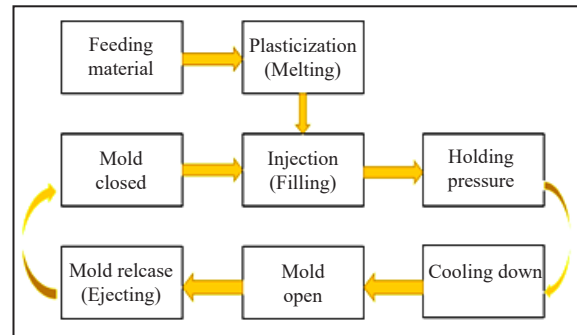 Feeding
material
Plasticization
(Melting)
Mold
closed
Injection
(Filling)
Holding
pressure
Mold relcase
(Ejecting)
Mold
open
Cooling down